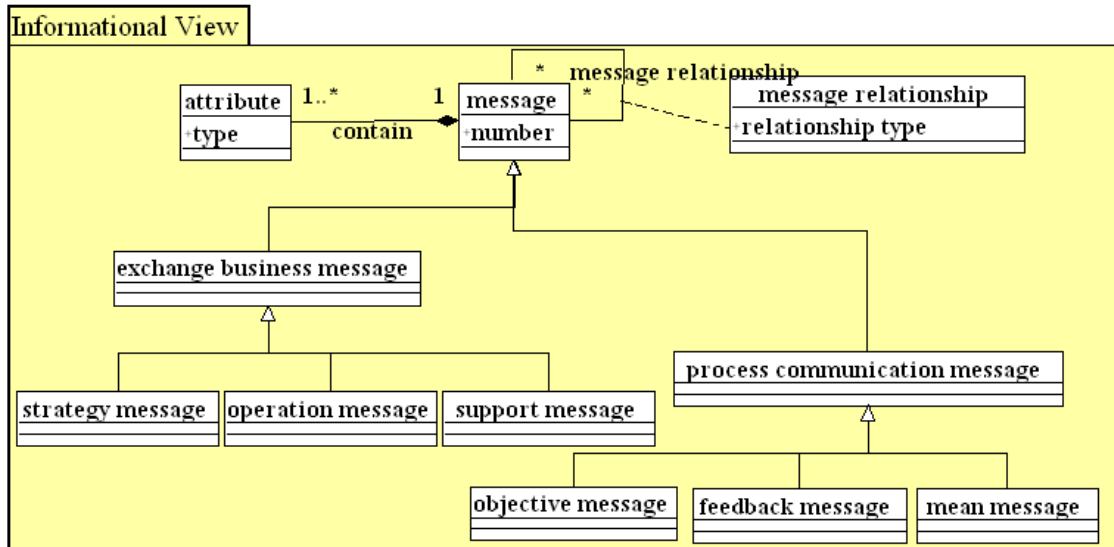 Informational View
* message relationship
attribute
+type
1..*
1
contain
message
+number
*
message relationship
+relationship type
exchange business message
strategy message
operation message
support message
process communication message
objective message
feedback message
mean message